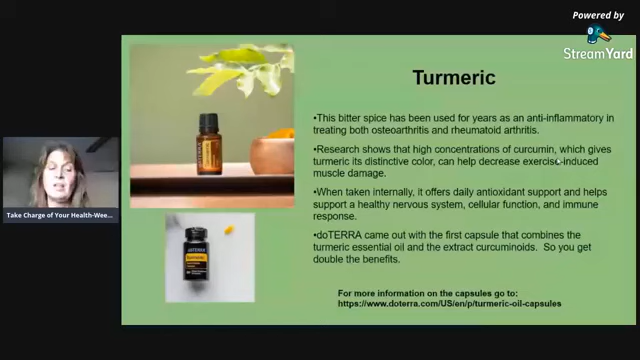 Powered by
StreamYard
Turmeric
•This bitter spice has been used for years as an anti-inflammatory in
treating both osteoarthritis and rheumatoid arthritis.
•Research shows that high concentrations of curcumin, which gives
turmeric its distinctive color, can help decrease exercise-induced
muscle damage.
•When taken internally, it offers daily antioxidant support and helps
support a healthy nervous system, cellular function, and immune
response.
•doTERRA came out with the first capsule that combines the
turmeric essential oil and the extract curcuminoids.  So you get
double the benefits.
For more information on the capsules go to:
https://www.doterra.com/US/en/p/turmeric-oil-capsules
Take Charge of Your Health-Wee...